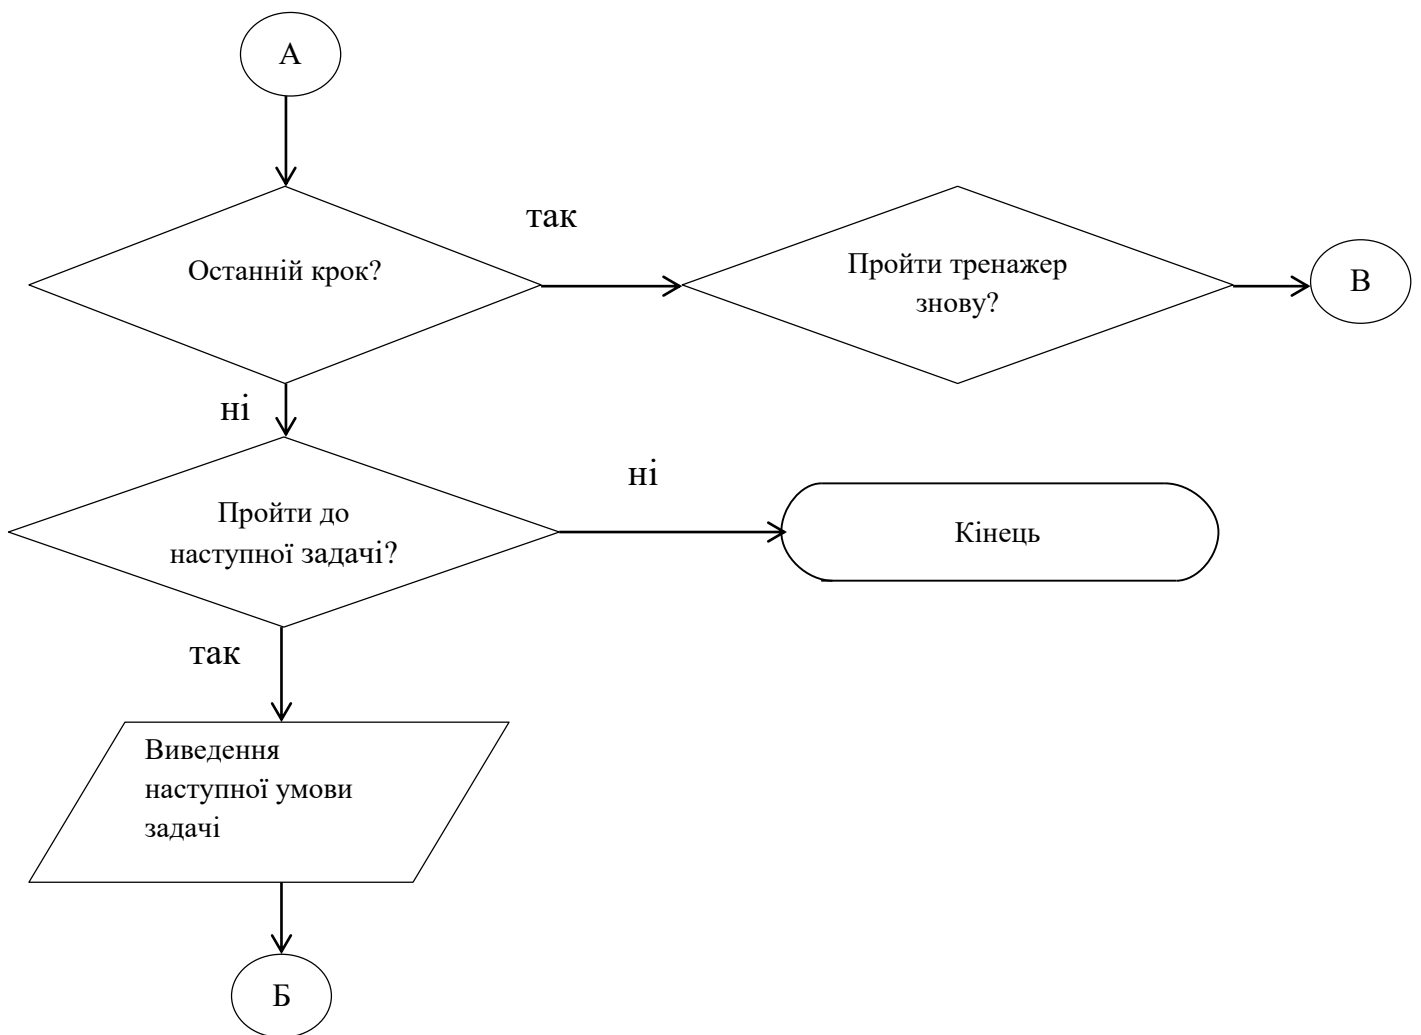 А
так
Останній крок?
Пройти тренажер
знову?
В
ні
Пройти до
наступної задачі?
ні
Кінець
так
Виведення
наступної умови
задачі
Б